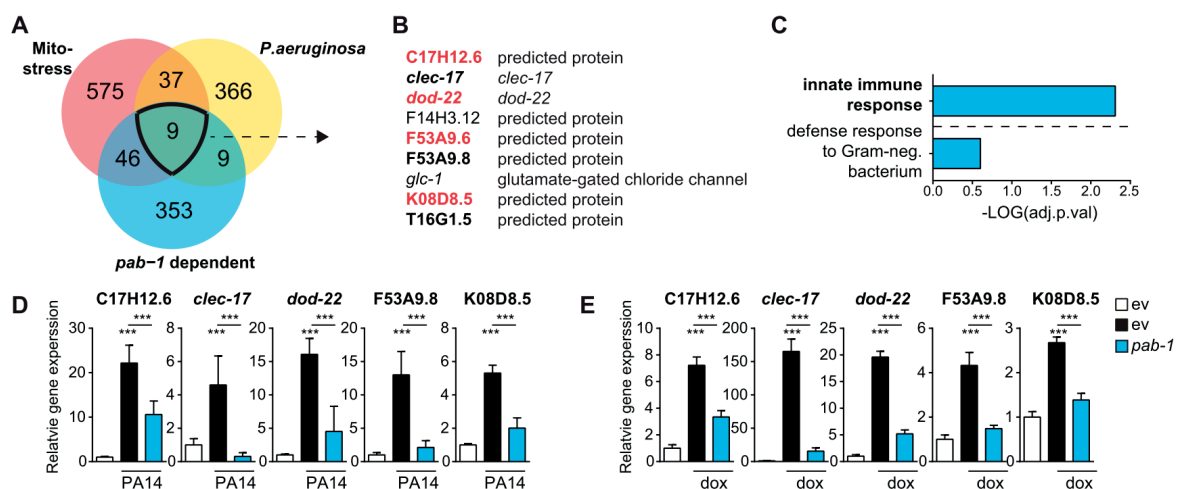 A
Mito-
stress
P.aeruginosa
575
37
366
9
46
9
353
pab-1 dependent
B
C17H12.6 predicted protein
clec-17 clec-17
dod-22 dod-22
F14H3.12 predicted protein
F53A9.6 predicted protein
F53A9.8 predicted protein
glc-1 glutamate-gated chloride channel
K08D8.5 predicted protein
T16G1.5 predicted protein
C
innate immune
response
defense response
to Gram-neg.
bacterium
0.0 0.5 1.0 1.5 2.0 2.5
-LOG(adj.p.val)
D
Relatvie gene experssion
C17H12.6 clec-17 dod-22 F53A9.8 K08D8.5
*** *** *** *** ***
*** *** *** *** ***
30 20 10 0
8 6 4 2 0
20 15 10 5 0
20 15 10 5 0
8 6 4 2 0
PA14 PA14 PA14 PA14 PA14
E
Relatvie gene experssion
C17H12.6 clec-17 dod-22 F53A9.8 K08D8.5
*** *** *** *** ***
*** *** *** *** ***
10 8 6 4 2 0
200 150 100 50 0
25 20 15 10 5 0
6 4 2 0
3 2 1 0
dox dox dox dox dox
ev
ev
pab-1